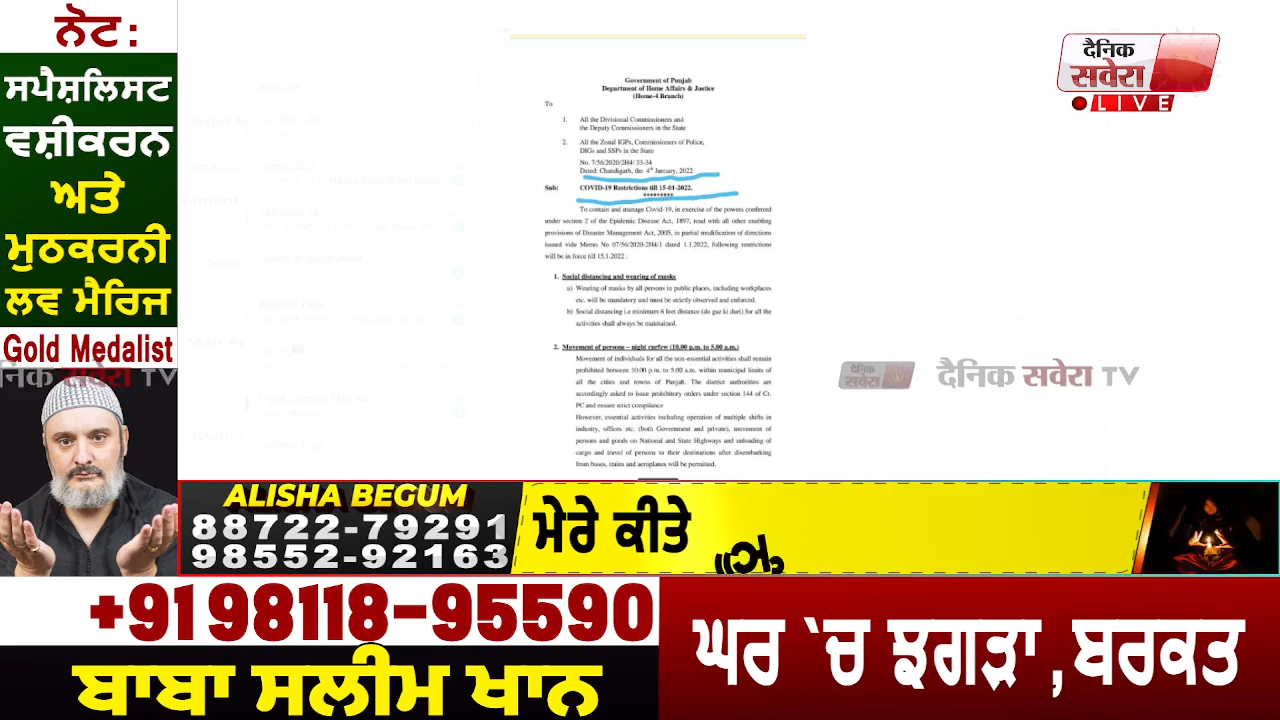 ਨੋਟ:
ਸਪੈਸ਼ਲਿਸਟ
ਵਸ਼ੀਕਰਨ
ਅਤੇ
ਮੁਠਕਰਨੀ
ਲਵ ਮੈਰਿਜ
Gold Medalist
ਦੈਨਿਕ
ਸਵੇਰਾ
LIVE
Government of Punjab
Department of Home Affairs & Justice
(Home-4 Branch)
To
1. All the Divisional Commissioners and
the Deputy Commissioners in the State
2. All the Zonal IGPs, Commissioners of Police,
DIGs and SSPs in the State
No. 7/56/2020/2H4/ 33-34
Dated: Chandigarh, the 4th January, 2022
Sub: COVID-19 Restrictions till 15-01-2022.
*********
To contain and manage Covid-19, in exercise of the powers conferred
under section 2 of the Epidemic Disease Act, 1897, read with all other enabling
provisions of Disaster Management Act, 2005, in partial modification of directions
issued vide Memo No 07/56/2020-2H4/1 dated 1.1.2022, following restrictions
will be in force till 15.1.2022 :
1. Social distancing and wearing of masks
a) Wearing of masks by all persons in public places, including workplaces
etc. will be mandatory and must be strictly observed and enforced.
b) Social distancing i.e minimum 6 feet distance (do gaz ki duri) for all the
activities shall always be maintained.
2. Movement of persons – night curfew (10.00 p.m. to 5.00 a.m.)
Movement of individuals for all the non-essential activities shall remain
prohibited between 10.00 p.m. to 5.00 a.m. within municipal limits of
all the cities and towns of Punjab. The district authorities are
accordingly asked to issue prohibitory orders under section 144 of Cr.
PC and ensure strict compliance
However, essential activities including operation of multiple shifts in
industry, offices etc. (both Government and private), movement of
persons and goods on National and State Highways and unloading of
cargo and travel of persons to their destinations after disembarking
from buses, trains and aeroplanes will be permitted.
ਨਿਕ ਸਵੇਰਾ TV
ਦੈਨਿਕ ਸਵੇਰਾ TV
ALISHA BEGUM
88722-79291
98552-92163
ਮੇਰੇ ਕੀਤੇ
+91 98118-95590
ਬਾਬਾ ਸਲੀਮ ਖਾਨ
ਘਰ `ਚ ਝਗੜਾ ,ਬਰਕਤ